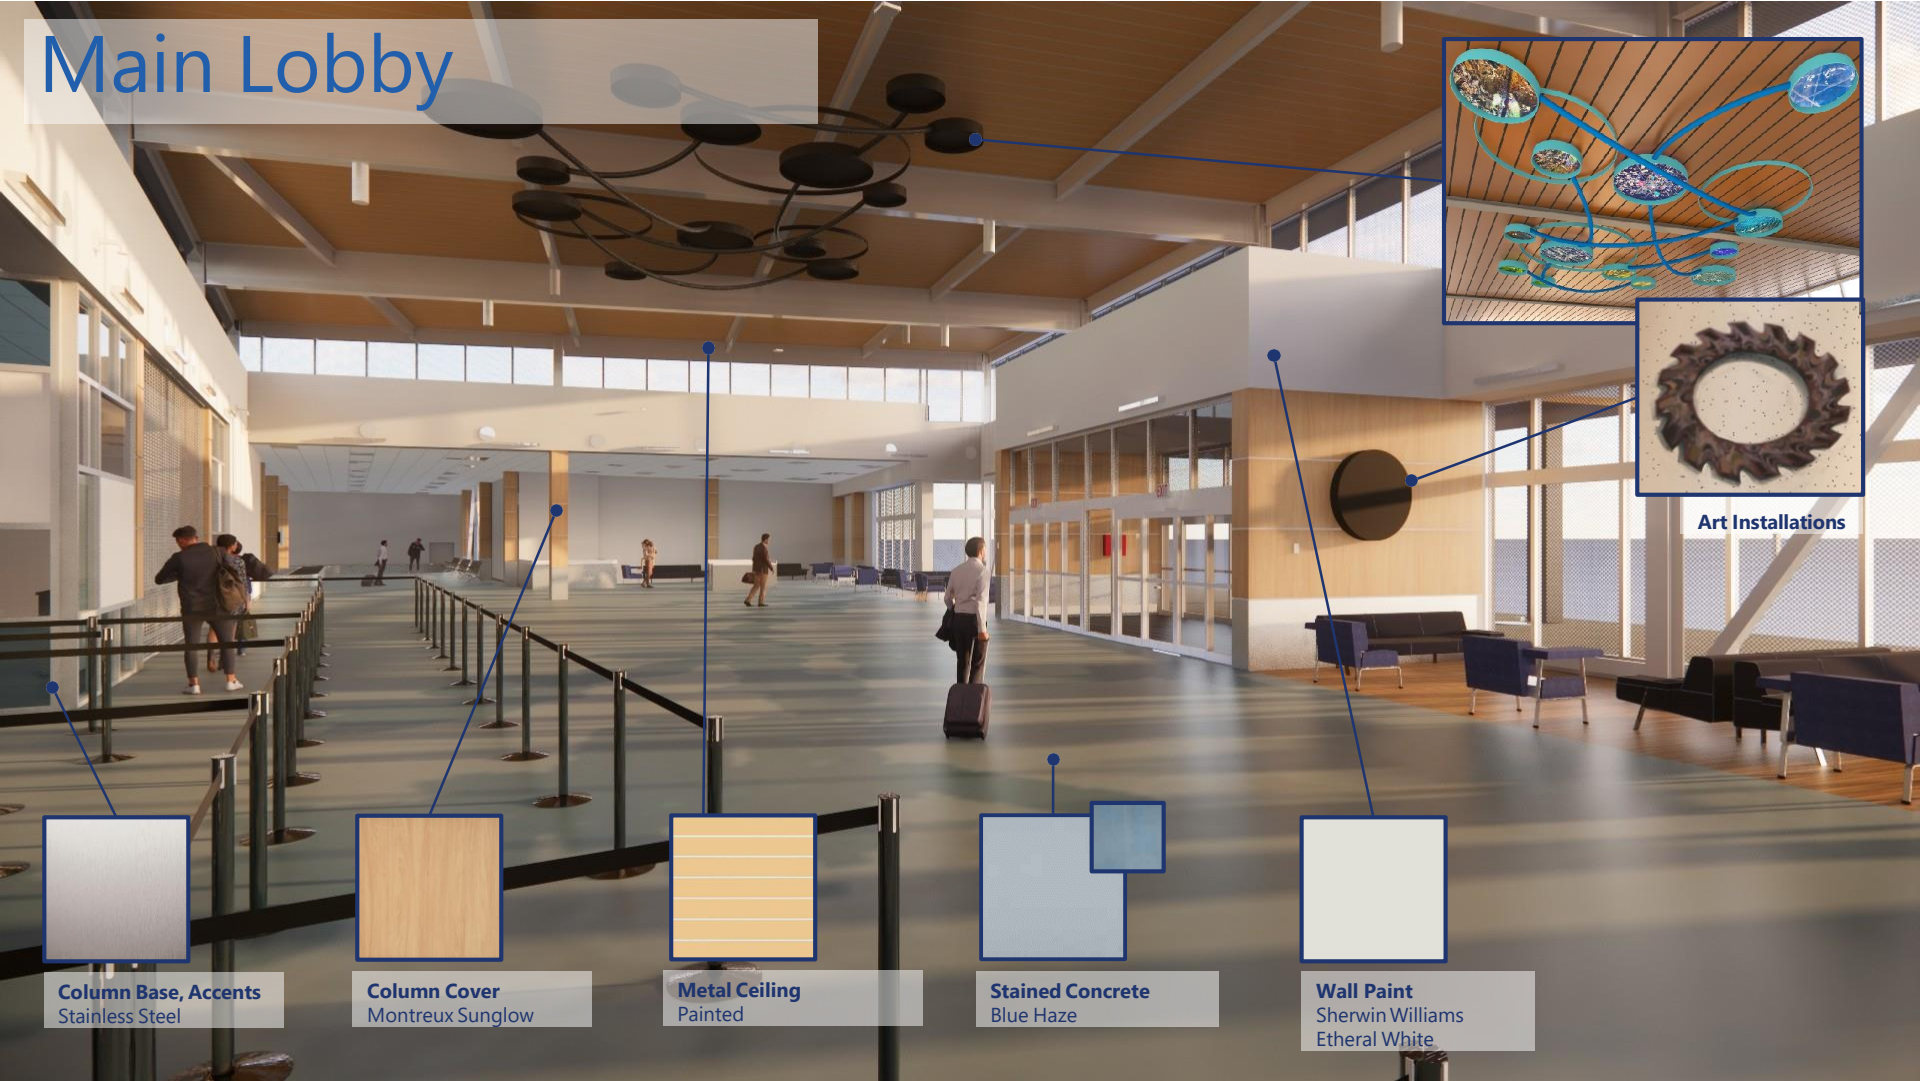 Main Lobby
Art Installations
Column Base, Accents
Stainless Steel
Column Cover
Montreux Sunglow
Metal Ceiling
Painted
Stained Concrete
Blue Haze
Wall Paint
Sherwin Williams
Etheral White